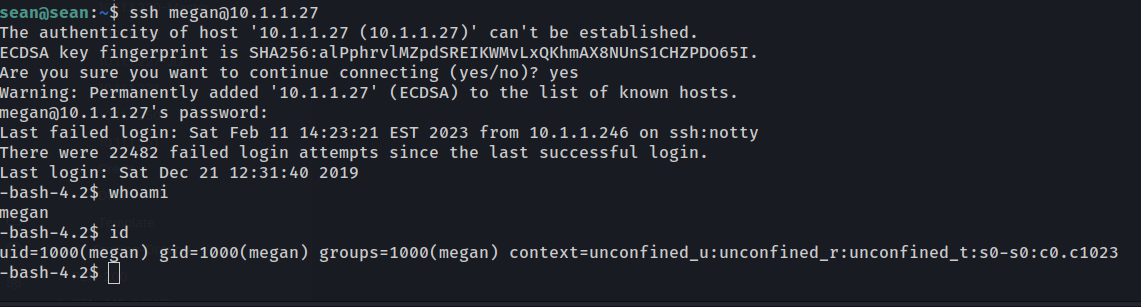 sean@sean:~$ ssh megan@10.1.1.27
The authenticity of host '10.1.1.27 (10.1.1.27)' can't be established.
ECDSA key fingerprint is SHA256:alPphrvlMZpdSREIKWMvLxQKhmAX8NUnS1CHZPDO65I.
Are you sure you want to continue connecting (yes/no)? yes
Warning: Permanently added '10.1.1.27' (ECDSA) to the list of known hosts.
megan@10.1.1.27's password:
Last failed login: Sat Feb 11 14:23:21 EST 2023 from 10.1.1.246 on ssh:notty
There were 22482 failed login attempts since the last successful login.
Last login: Sat Dec 21 12:31:40 2019
-bash-4.2$ whoami
megan
-bash-4.2$ id
uid=1000(megan) gid=1000(megan) groups=1000(megan) context=unconfined_u:unconfined_r:unconfined_t:s0-s0:c0.c1023
-bash-4.2$